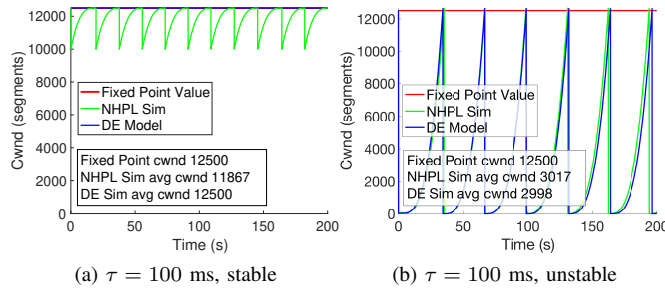 12000
10000
8000
6000
4000
2000
0
Cwnd (segments)
Fixed Point Value
NHPL Sim
DE Model
Fixed Point cwnd 12500
NHPL Sim avg cwnd 11867
DE Sim avg cwnd 12500
0 50 100 150 200
Time (s)
(a) τ = 100 ms, stable
12000
10000
8000
6000
4000
2000
0
Cwnd (segments)
Fixed Point Value
NHPL Sim
DE Model
Fixed Point cwnd 12500
NHPL Sim avg cwnd 3017
DE Sim avg cwnd 2998
0 50 100 150 200
Time (s)
(b) τ = 100 ms, unstable